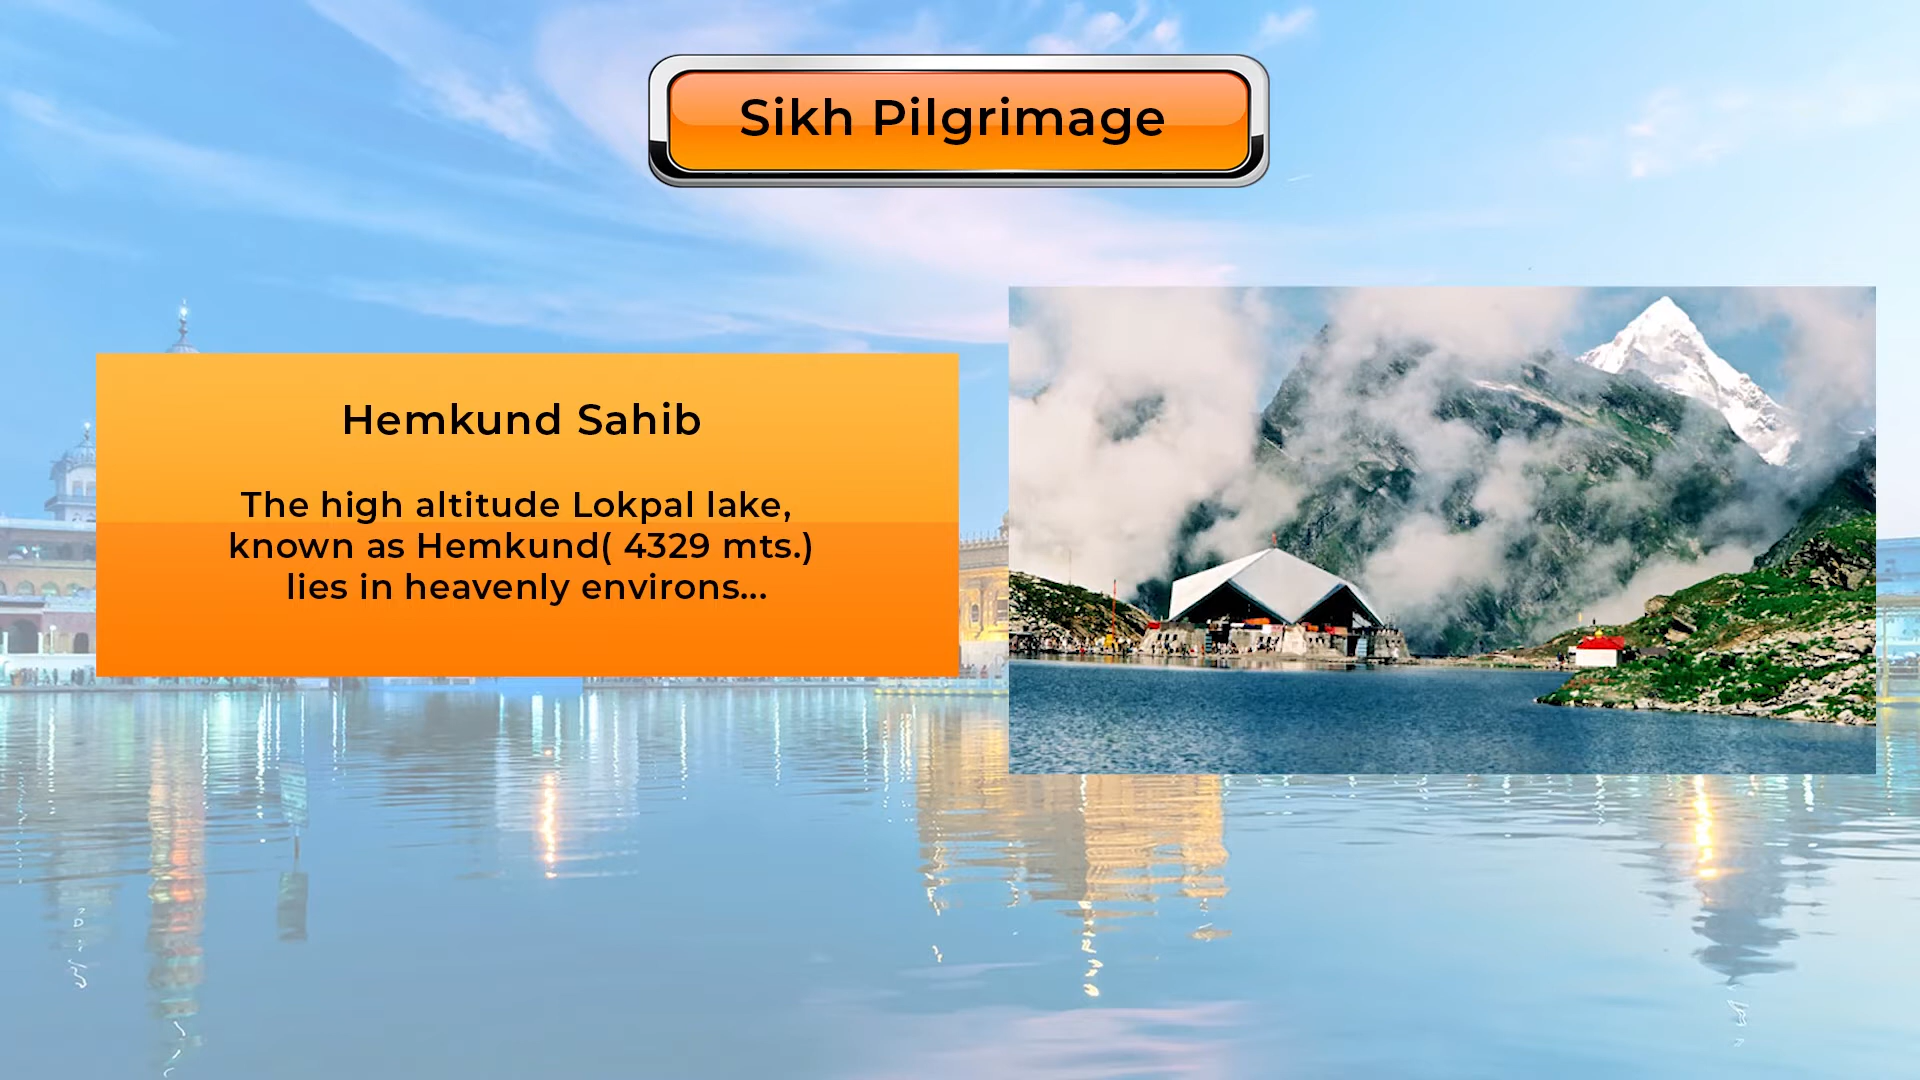 Sikh Pilgrimage
Hemkund Sahib
The high altitude Lokpal lake,
known as Hemkund( 4329 mts.)
lies in heavenly environs...